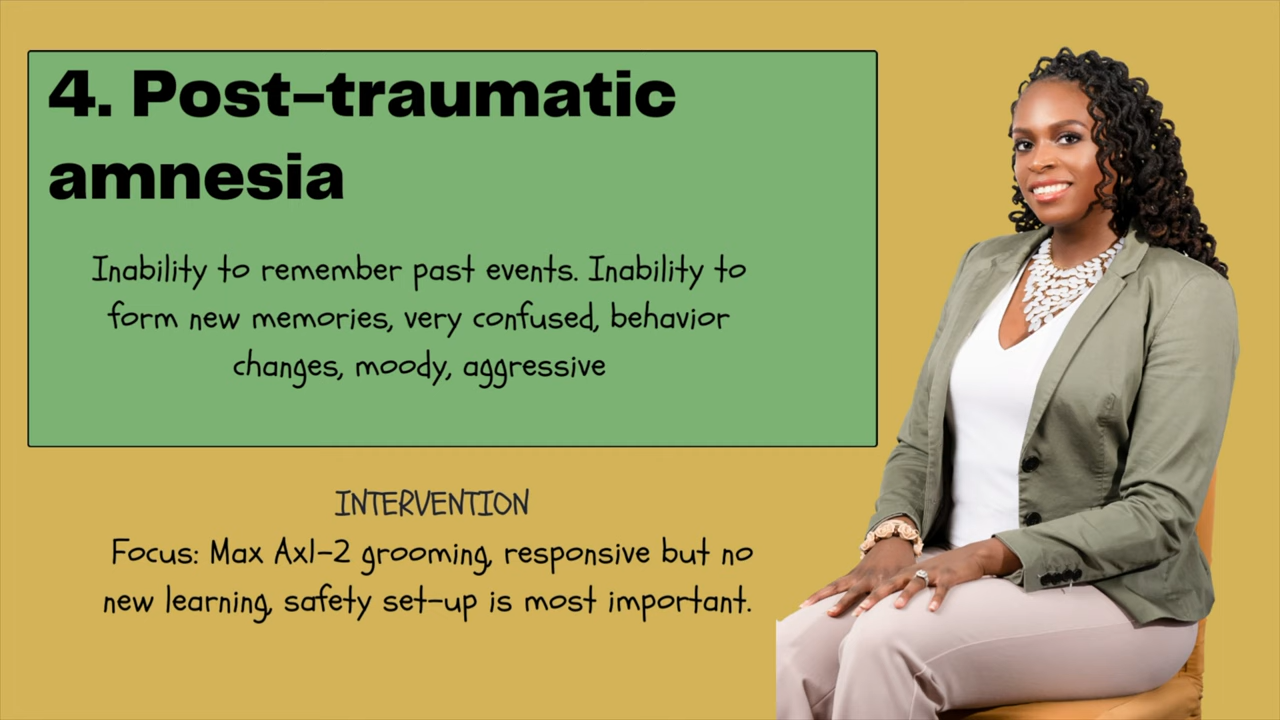 4. Post-traumatic
amnesia
Inability to remember past events. Inability to
form new memories, very confused, behavior
changes, moody, aggressive
INTERVENTION
Focus: Max Ax1-2 grooming, responsive but no
new learning, safety set-up is most important.